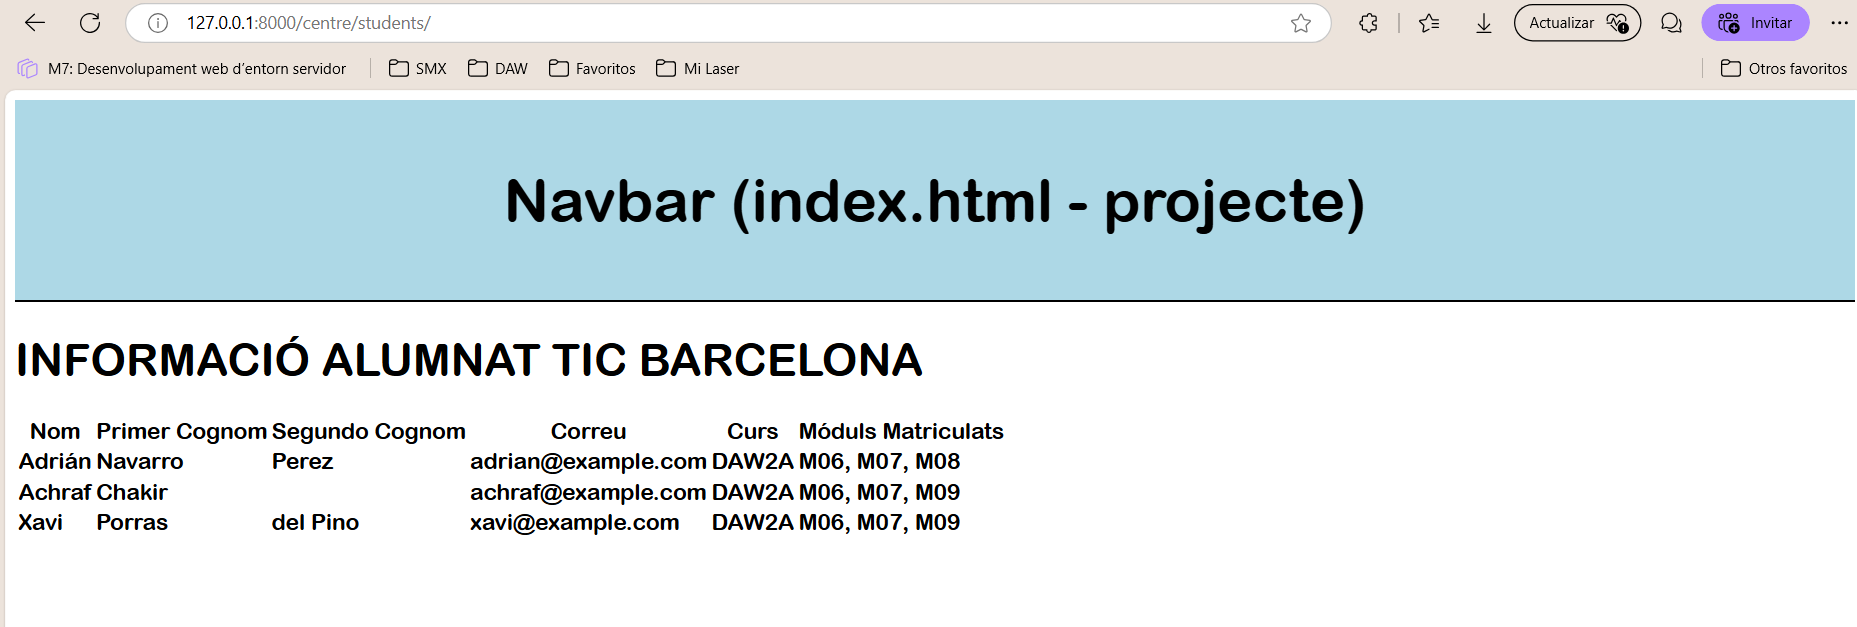 127.0.0.1:8000/centre/students/
Actualizar
Invitar
M7: Desenvolupament web d’entorn servidor
SMX
DAW
Favoritos
Mi Laser
Otros favoritos
Navbar (index.html - projecte)
INFORMACIÓ ALUMNAT TIC BARCELONA
Nom Primer Cognom Segundo Cognom Correu Curs Móduls Matriculats
Adrián Navarro Perez adrian@example.com DAW2A M06, M07, M08
Achraf Chakir achraf@example.com DAW2A M06, M07, M09
Xavi Porras del Pino xavi@example.com DAW2A M06, M07, M09